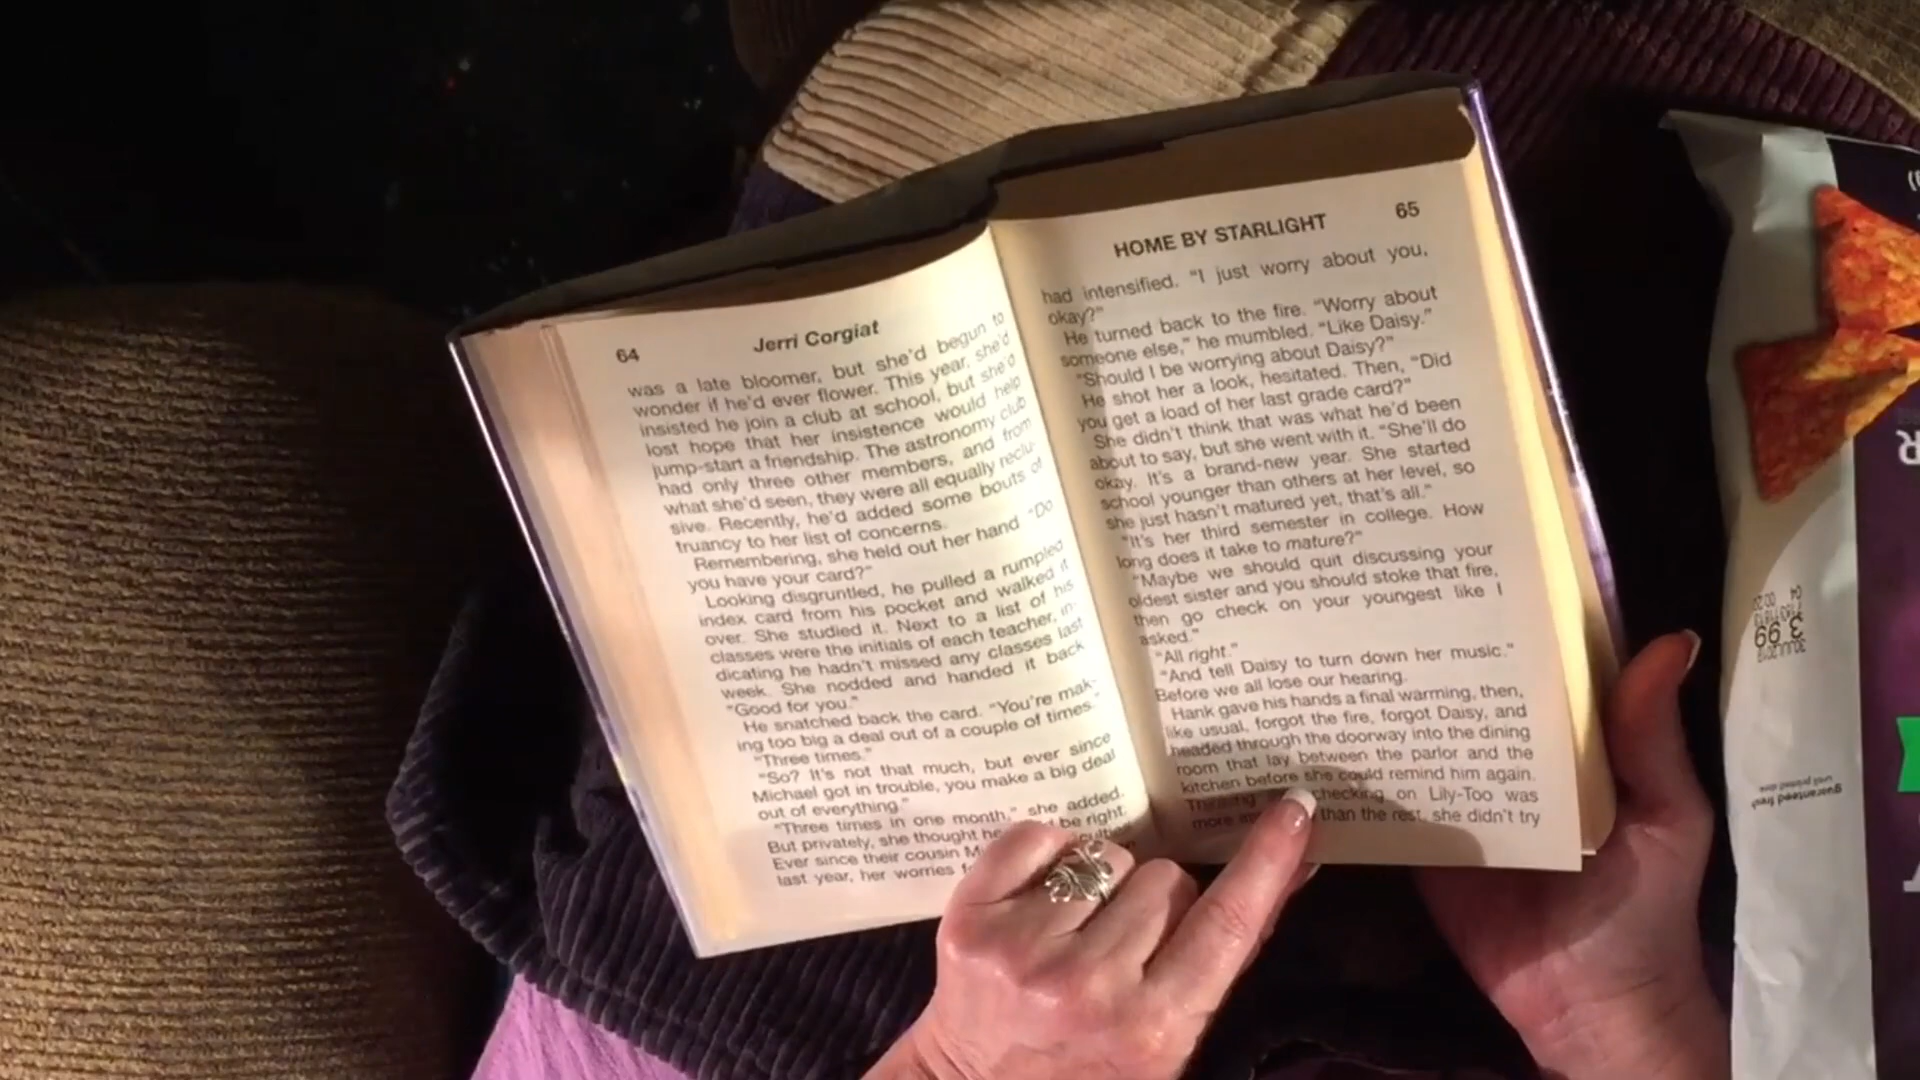 64
Jerri Corgiat
was a late bloomer, but she'd begun to
wonder if he'd ever flower. This year, she'd
insisted he join a club at school, but she'd
lost hope that her insistence would help
jump-start a friendship. The astronomy club
had only three other members, and from
what she'd seen, they were all equally reclu-
sive. Recently, he'd added some bouts of
truancy to her list of concerns.
Remembering, she held out her hand "Do
you have your card?"
Looking disgruntled, he pulled a rumpled
index card from his pocket and walked it
over. She studied it. Next to a list of his
classes were the initials of each teacher, in-
dicating he hadn't missed any classes last
week. She nodded and handed it back
"Good for you."
He snatched back the card. "You're mak-
ing too big a deal out of a couple of times."
"Three times."
"So? It's not that much, but ever since
Michael got in trouble, you make a big deal
out of everything."
"Three times in one month," she added.
But privately, she thought he be right.
Ever since their cousin
last year, her worries
HOME BY STARLIGHT
65
had intensified. "I just worry about you,
okay?"
He turned back to the fire. "Worry about
someone else," he mumbled. "Like Daisy."
"Should I be worrying about Daisy?"
He shot her a look, hesitated. Then, "Did
you get a load of her last grade card?"
She didn't think that was what he'd been
about to say, but she went with it. "She'll do
okay. It's a brand-new year. She started
school younger than others at her level, so
she just hasn't matured yet, that's all."
"It's her third semester in college. How
long does it take to mature?"
"Maybe we should quit discussing your
oldest sister and you should stoke that fire,
then go check on your youngest like I
asked."
"All right."
"And tell Daisy to turn down her music."
Before we all lose our hearing.
Hank gave his hands a final warming, then,
like usual, forgot the fire, forgot Daisy, and
headed through the doorway into the dining
room that lay between the parlor and the
kitchen before she could remind him again.
checking on Lily-Too was
more than the rest, she didn't try
3.99
guaranteed fresh
until printed date